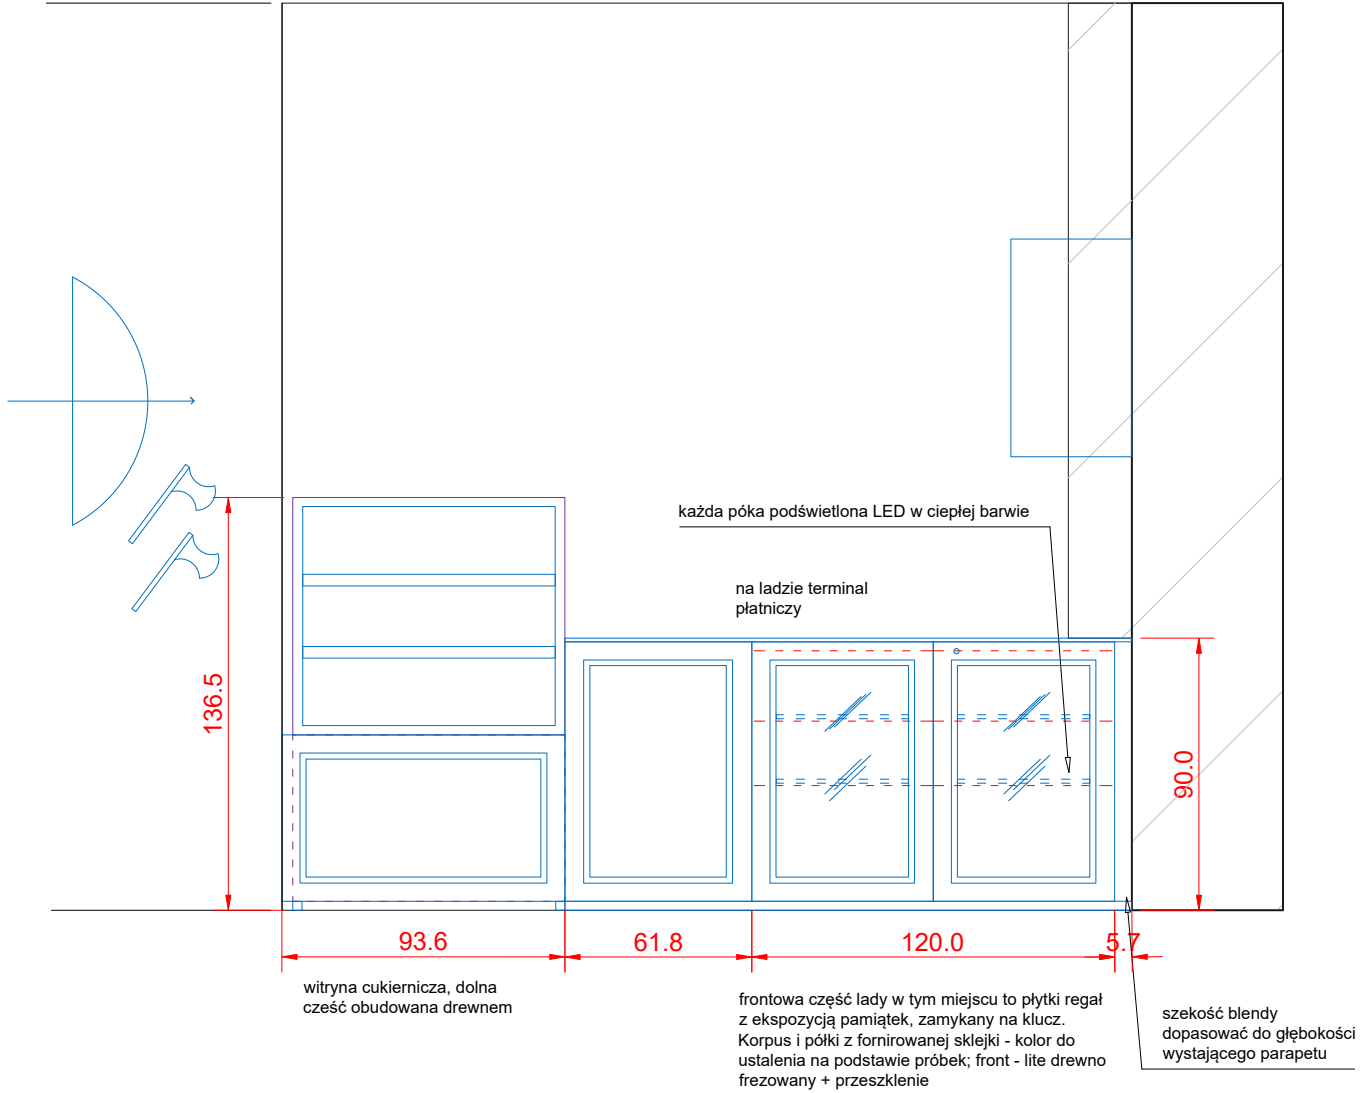 każda póka podświetlona LED w ciepłej barwie
na ladzie terminal
płatniczy
136.5
90.0
93.6
61.8
120.0
5.7
witryna cukiernicza, dolna
cześć obudowana drewnem
frontowa część lady w tym miejscu to płytki regał
z ekspozycją pamiątek, zamykany na klucz.
Korpus i półki z fornirowanej sklejki - kolor do
ustalenia na podstawie próbek; front - lite drewno
frezowany + przeszklenie
szekość blendy
dopasować do głębokości
wystającego parapetu